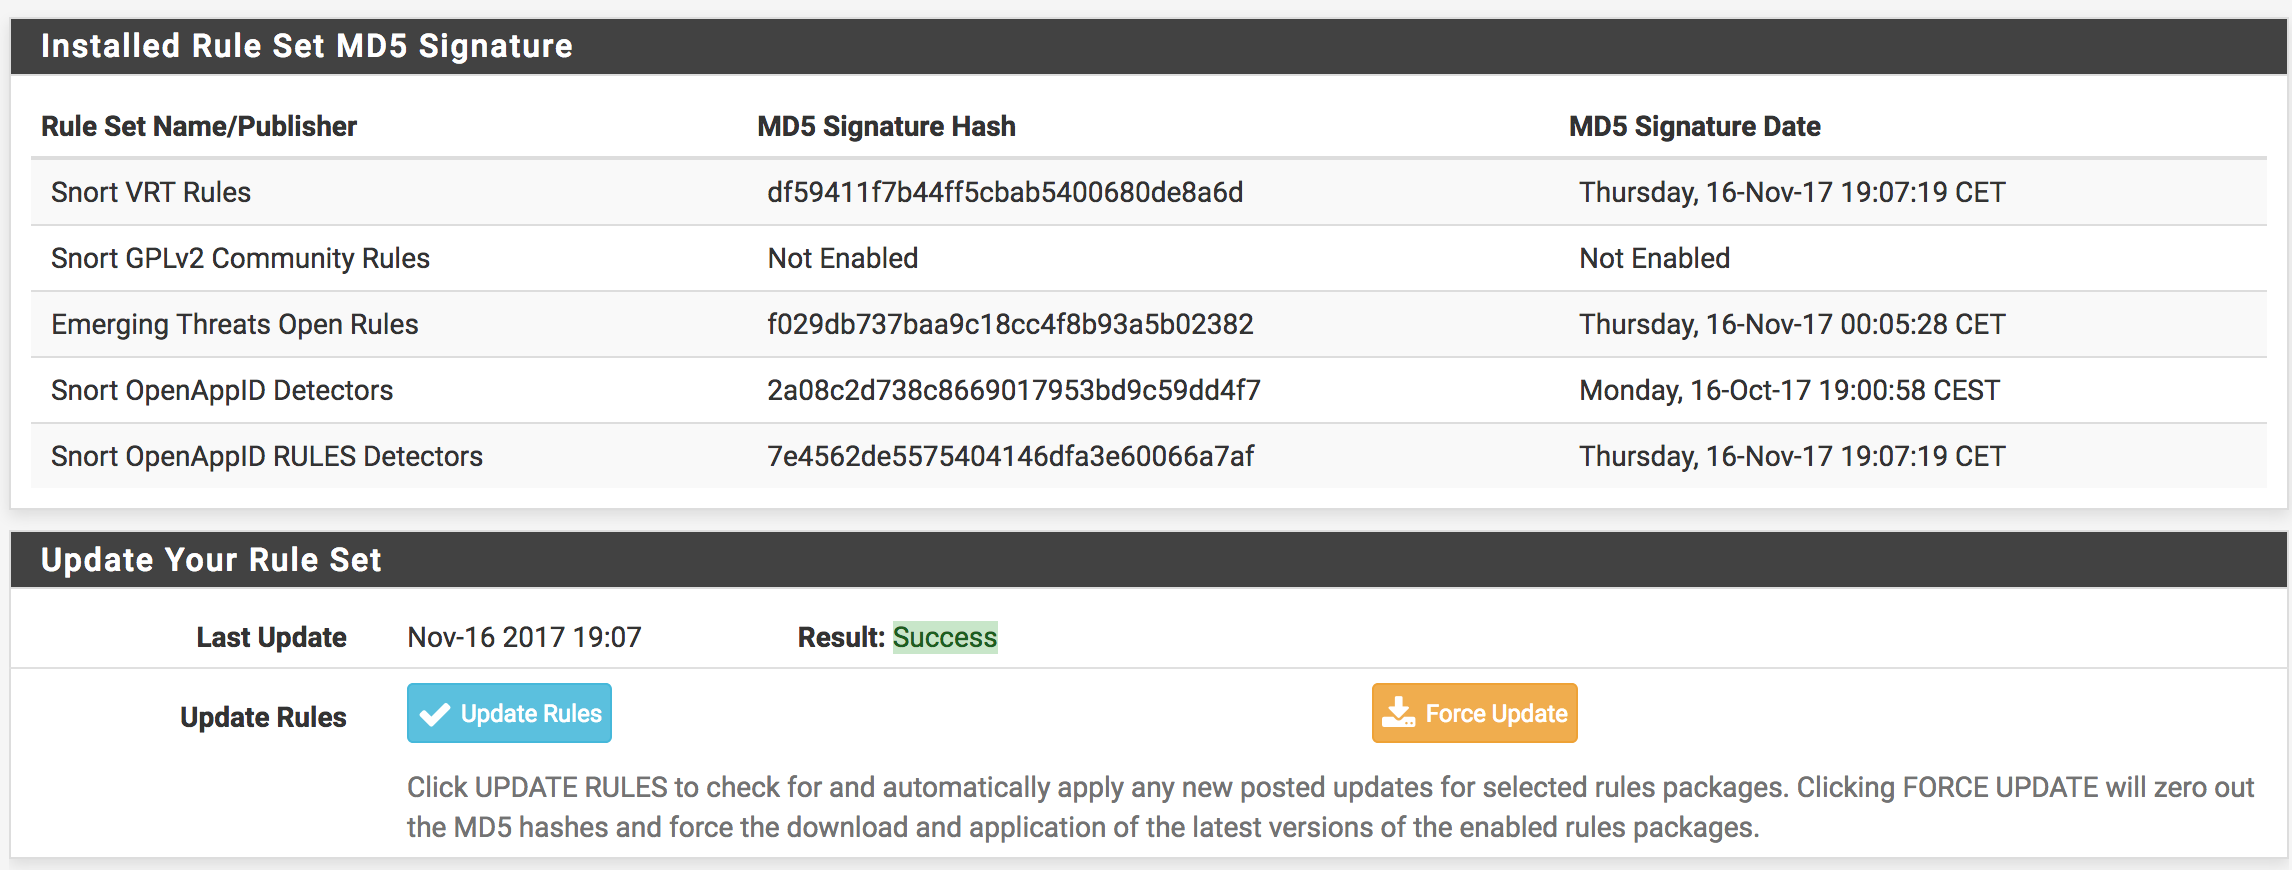 Installed Rule Set MD5 Signature
Rule Set Name/Publisher MD5 Signature Hash MD5 Signature Date
Snort VRT Rules df59411f7b44ff5cbab5400680de8a6d Thursday, 16-Nov-17 19:07:19 CET
Snort GPLv2 Community Rules Not Enabled Not Enabled
Emerging Threats Open Rules f029db737baa9c18cc4f8b93a5b02382 Thursday, 16-Nov-17 00:05:28 CET
Snort OpenAppID Detectors 2a08c2d738c8669017953bd9c59dd4f7 Monday, 16-Oct-17 19:00:58 CEST
Snort OpenAppID RULES Detectors 7e4562de5575404146dfa3e60066a7af Thursday, 16-Nov-17 19:07:19 CET
Update Your Rule Set
Last Update Nov-16 2017 19:07 Result: Success
Update Rules Update Rules Force Update
Click UPDATE RULES to check for and automatically apply any new posted updates for selected rules packages. Clicking FORCE UPDATE will zero out
the MD5 hashes and force the download and application of the latest versions of the enabled rules packages.